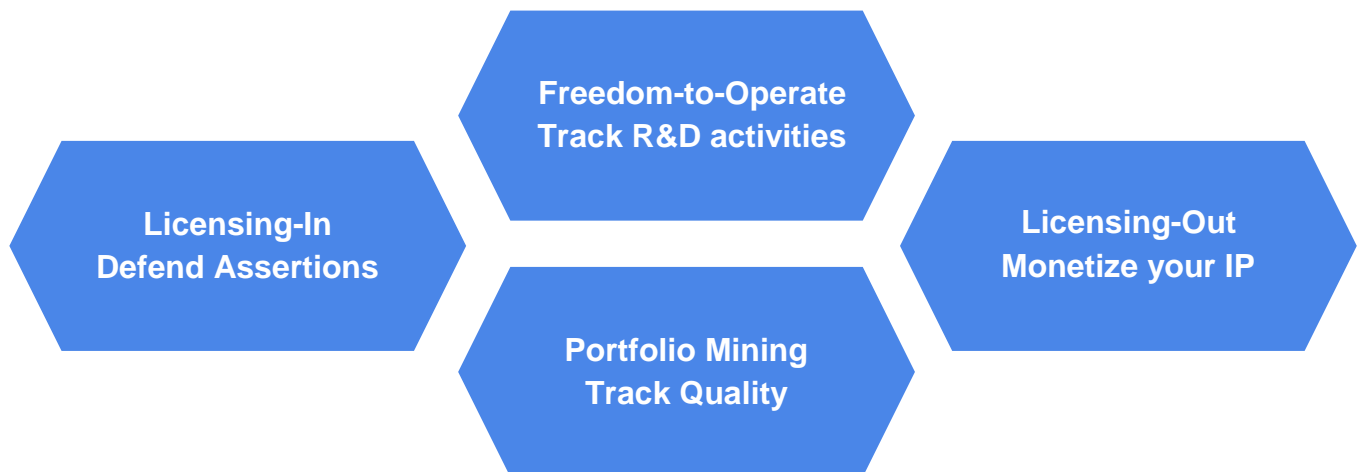 Freedom-to-Operate
Track R&D activities
Licensing-In
Defend Assertions
Licensing-Out
Monetize your IP
Portfolio Mining
Track Quality